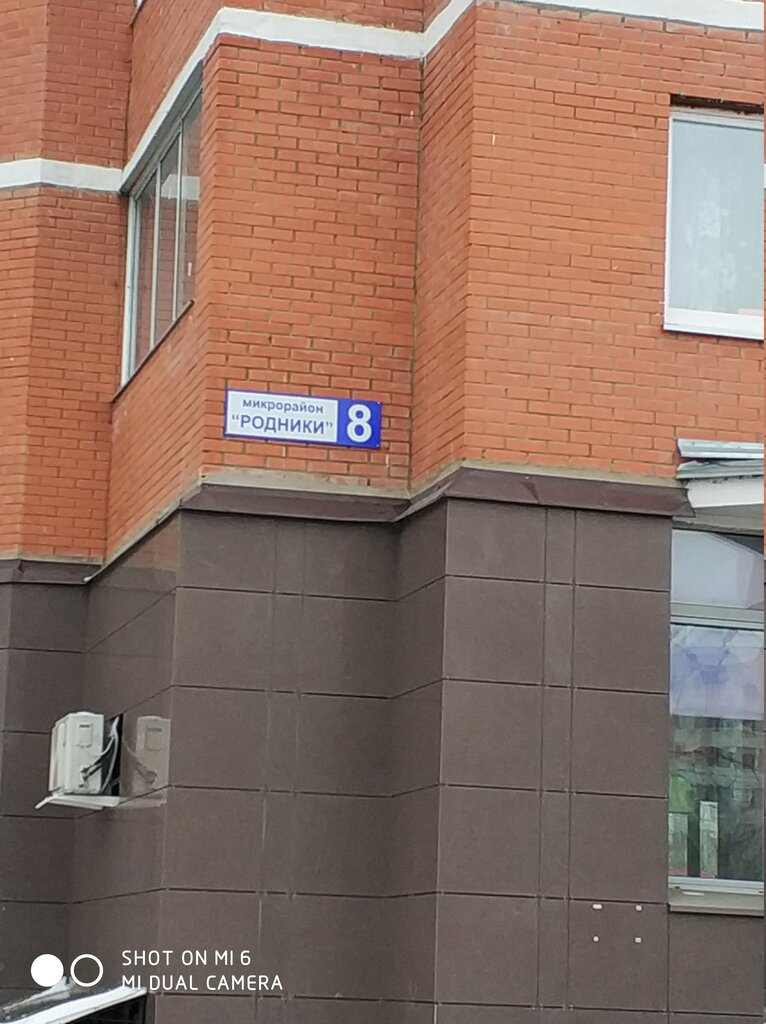 микрорайон
"РОДНИКИ"
8
SHOT ON MI 6
MI DUAL CAMERA